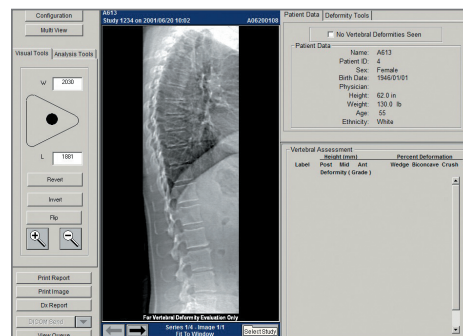 Configuration
Multi View
Visual Tools
Analysis Tools
W 2030
L 1881
Revert
Invert
Flip
Print Report
Print Image
Dx Report
DICOM Send
View Queue
A613
Study 1234 on 2001/06/20 10:02 A06200108
For Vertebral Deformity Evaluation Only
Series 1/4 - Image 1/1
Fit To Window
Select Study
Patient Data
Deformity Tools
No Vertebral Deformities Seen
Patient Data
Name: A613
Patient ID: 4
Sex: Female
Birth Date: 1946/01/01
Physician:
Height: 62.0 in
Weight: 130.0 lb
Age: 55
Ethnicity: White
Vertebral Assessment
Height (mm) Percent Deformation
Label Post Mid Ant Wedge Biconcave Crush
Deformity ( Grade )